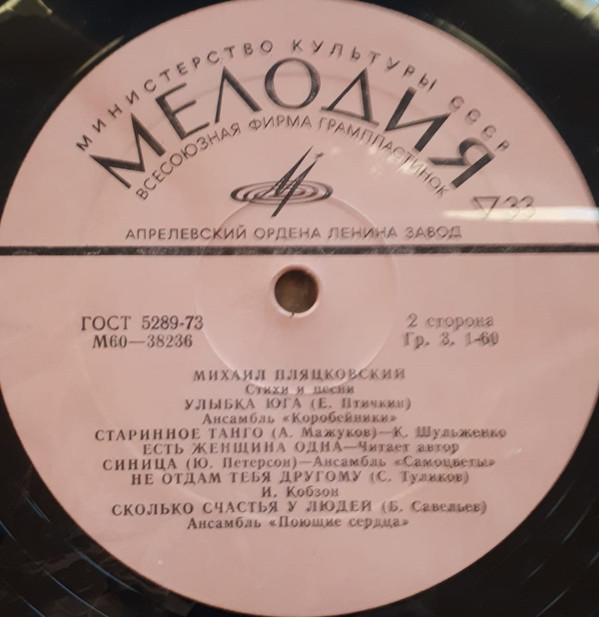 МИНИСТЕРСТВО КУЛЬТУРЫ СССР
МЕЛОДИЯ
ВСЕСОЮЗНАЯ ФИРМА ГРАМПЛАСТИНОК
33
АПРЕЛЕВСКИЙ ОРДЕНА ЛЕНИНА ЗАВОД
ГОСТ 5289-73
М60—38236
2 сторона
Гр. 3. 1-60
МИХАИЛ ПЛЯЦКОВСКИЙ
Стихи и песни
УЛЫБКА ЮГА (Е. Птичкин)
Ансамбль «Коробейники»
СТАРИННОЕ ТАНГО (А. Мажуков)—К. Шульженко
ЕСТЬ ЖЕНЩИНА ОДНА—Читает автор
СИНИЦА (Ю. Петерсон)—Ансамбль «Самоцветы»
НЕ ОТДАМ ТЕБЯ ДРУГОМУ (С. Туликов)
И. Кобзон
СКОЛЬКО СЧАСТЬЯ У ЛЮДЕЙ (Б. Савельев)
Ансамбль «Поющие сердца»